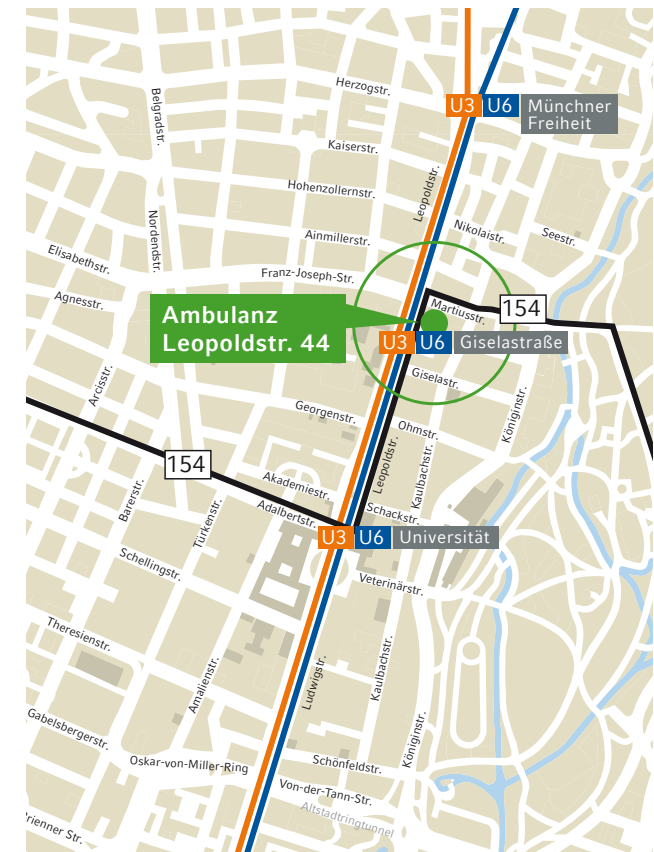 Herzogstr.
Belgradstr.
U3 U6 Münchner
Freiheit
Kaiserstr.
Hohenzollernstr.
Leopoldstr.
Nordendstr.
Nikolaistr.
Seestr.
Ainmillerstr.
Elisabethstr.
Franz-Joseph-Str.
Agnesstr.
Martiusstr.
154
Ambulanz
Leopoldstr. 44
U3 U6 Giselastraße
Arcisstr.
Giselastr.
Königinstr.
Georgenstr.
Ohmstr.
154
Leopoldstr.
Kaulbachstr.
Akademiestr.
Barerstr.
Türkenstr.
Adalbertstr.
Schackstr.
U3 U6 Universität
Schellingstr.
Veterinärstr.
Theresienstr.
Amalienstr.
Ludwigstr.
Kaulbachstr.
Gabelsbergerstr.
Königinstr.
Oskar-von-Miller-Ring
Schönfeldstr.
Von-der-Tann-Str.
Altstadtringtunnel
rienner Str.